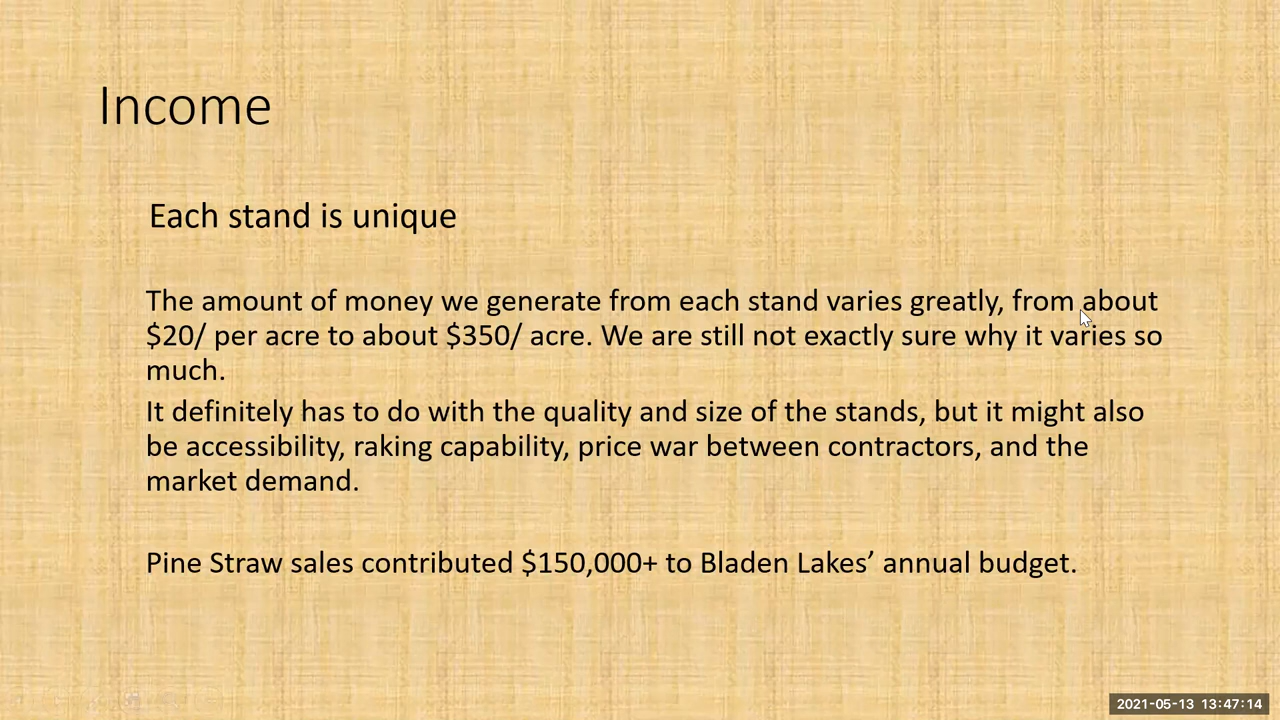 Income
Each stand is unique
The amount of money we generate from each stand varies greatly, from about
$20/ per acre to about $350/ acre. We are still not exactly sure why it varies so
much.
It definitely has to do with the quality and size of the stands, but it might also
be accessibility, raking capability, price war between contractors, and the
market demand.
Pine Straw sales contributed $150,000+ to Bladen Lakes’ annual budget.
2021-05-13 13:47:14